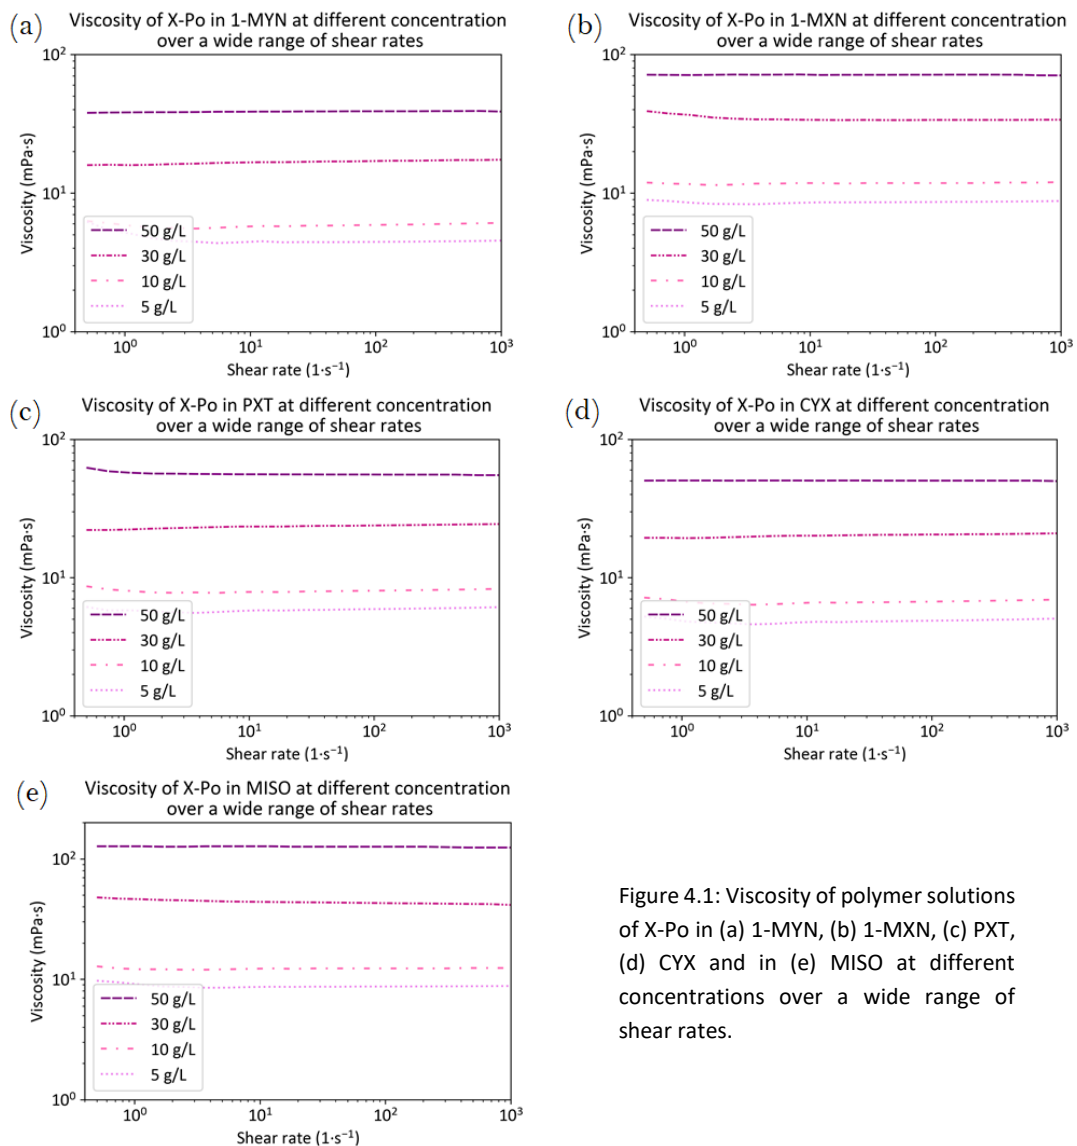 (a)
Viscosity of X-Po in 1-MYN at different concentration
over a wide range of shear rates
10²
10¹
10⁰
Viscosity (mPa·s)
50 g/L
30 g/L
10 g/L
5 g/L
10⁰ 10¹ 10² 10³
Shear rate (1·s⁻¹)
(b)
Viscosity of X-Po in 1-MXN at different concentration
over a wide range of shear rates
10²
10¹
10⁰
Viscosity (mPa·s)
50 g/L
30 g/L
10 g/L
5 g/L
10⁰ 10¹ 10² 10³
Shear rate (1·s⁻¹)
(c)
Viscosity of X-Po in PXT at different concentration
over a wide range of shear rates
10²
10¹
10⁰
Viscosity (mPa·s)
50 g/L
30 g/L
10 g/L
5 g/L
10⁰ 10¹ 10² 10³
Shear rate (1·s⁻¹)
(d)
Viscosity of X-Po in CYX at different concentration
over a wide range of shear rates
10²
10¹
10⁰
Viscosity (mPa·s)
50 g/L
30 g/L
10 g/L
5 g/L
10⁰ 10¹ 10² 10³
Shear rate (1·s⁻¹)
(e)
Viscosity of X-Po in MISO at different concentration
over a wide range of shear rates
10²
10¹
10⁰
Viscosity (mPa·s)
50 g/L
30 g/L
10 g/L
5 g/L
10⁰ 10¹ 10² 10³
Shear rate (1·s⁻¹)
Figure 4.1: Viscosity of polymer solutions
of X-Po in (a) 1-MYN, (b) 1-MXN, (c) PXT,
(d) CYX and in (e) MISO at different
concentrations over a wide range of
shear rates.